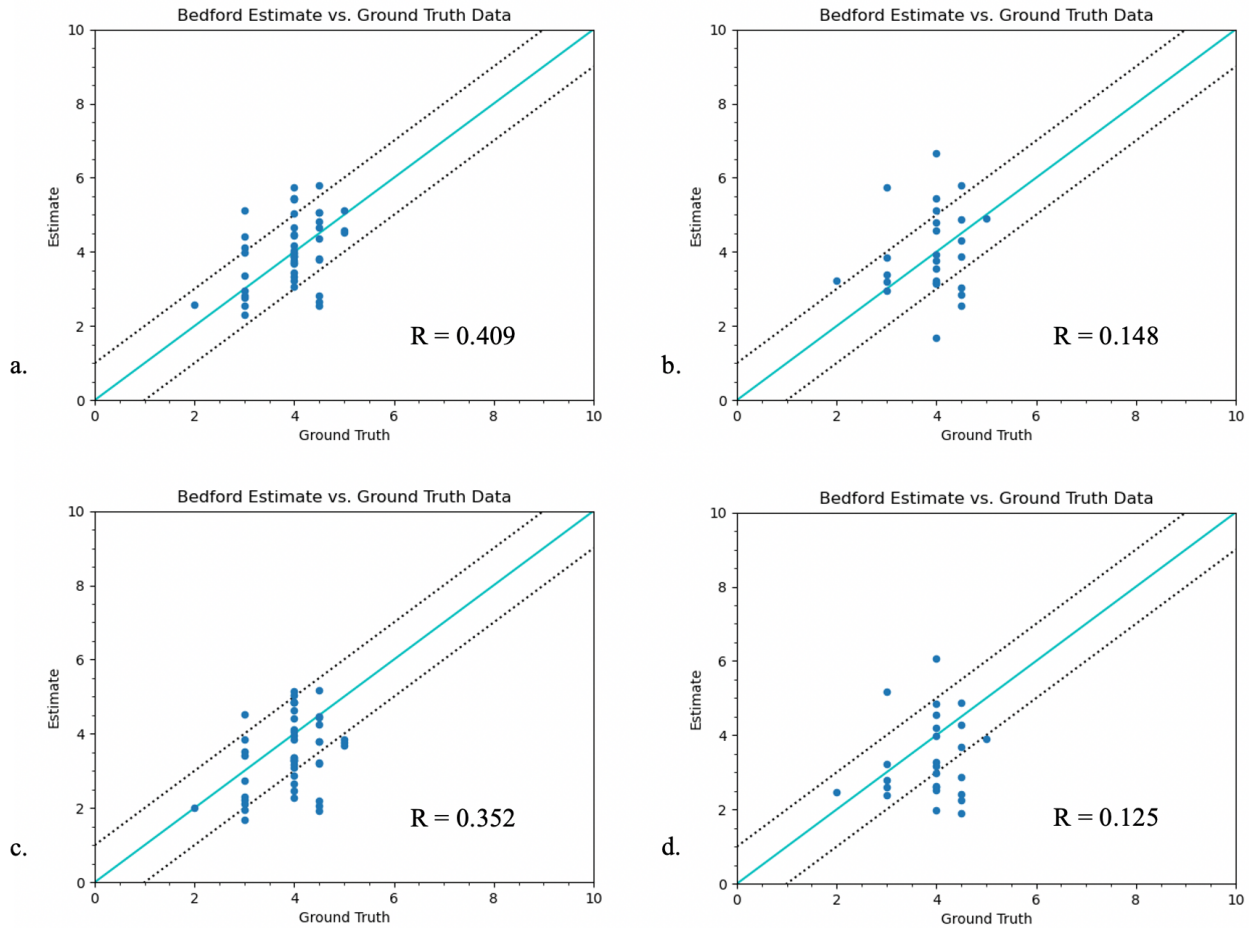 Bedford Estimate vs. Ground Truth Data
10
8
6
4
2
0
Estimate
0 2 4 6 8 10
Ground Truth
R = 0.409
a.
Bedford Estimate vs. Ground Truth Data
10
8
6
4
2
0
Estimate
0 2 4 6 8 10
Ground Truth
R = 0.148
b.
Bedford Estimate vs. Ground Truth Data
10
8
6
4
2
0
Estimate
0 2 4 6 8 10
Ground Truth
R = 0.352
c.
Bedford Estimate vs. Ground Truth Data
10
8
6
4
2
0
Estimate
0 2 4 6 8 10
Ground Truth
R = 0.125
d.